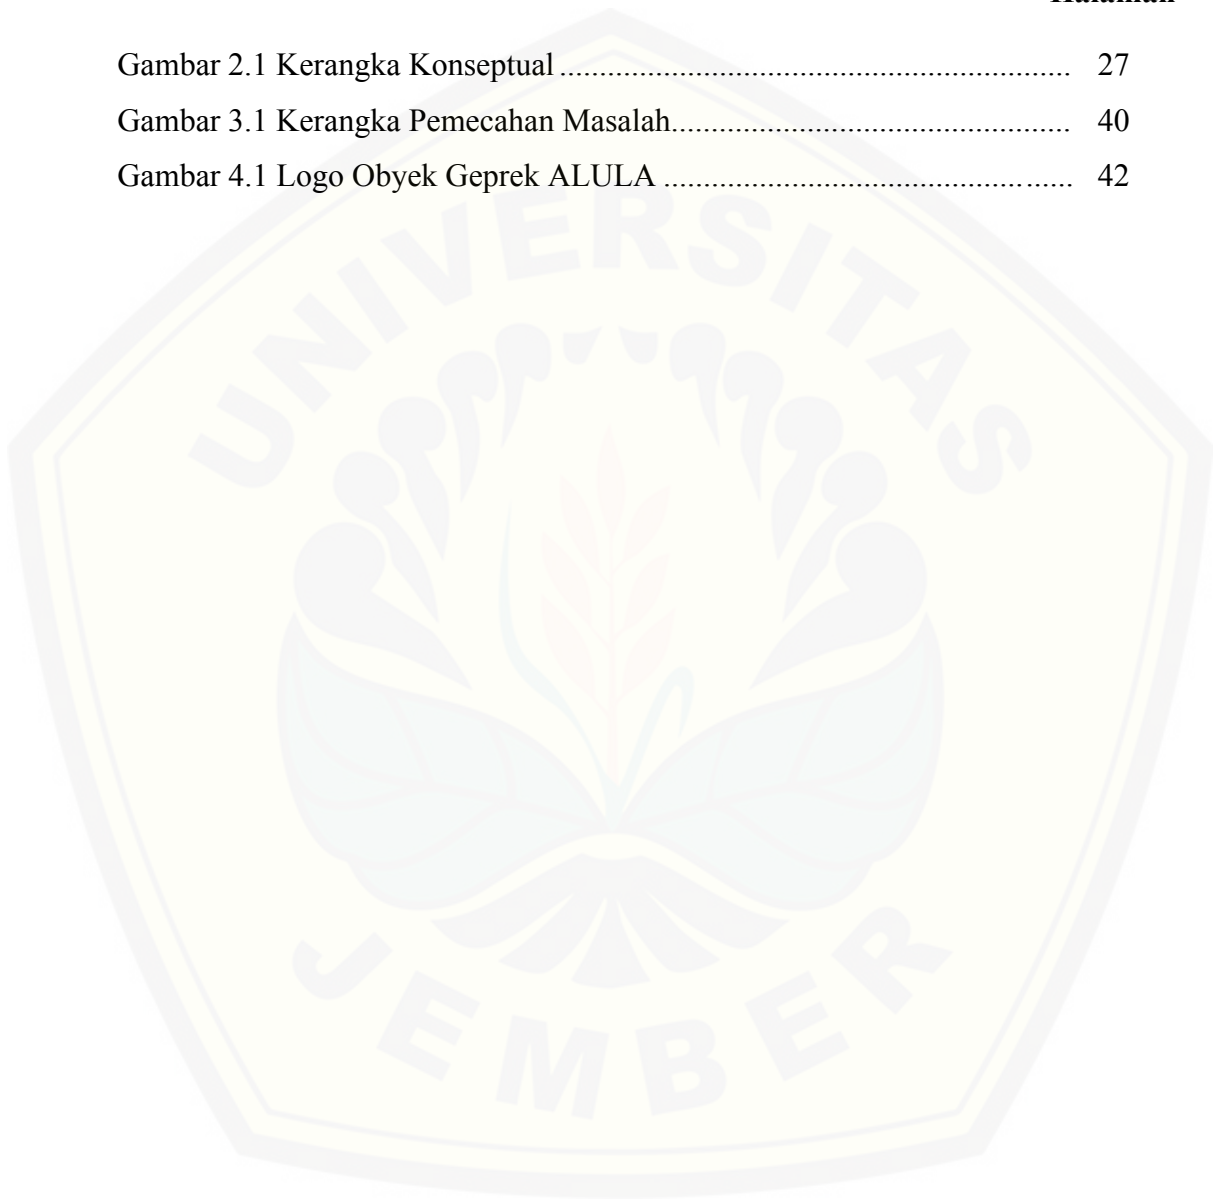 Halaman
Gambar 2.1 Kerangka Konseptual ................................................................. 27
Gambar 3.1 Kerangka Pemecahan Masalah................................................... 40
Gambar 4.1 Logo Obyek Geprek ALULA .................................................... 42
UNIVERSITAS
JEMBER